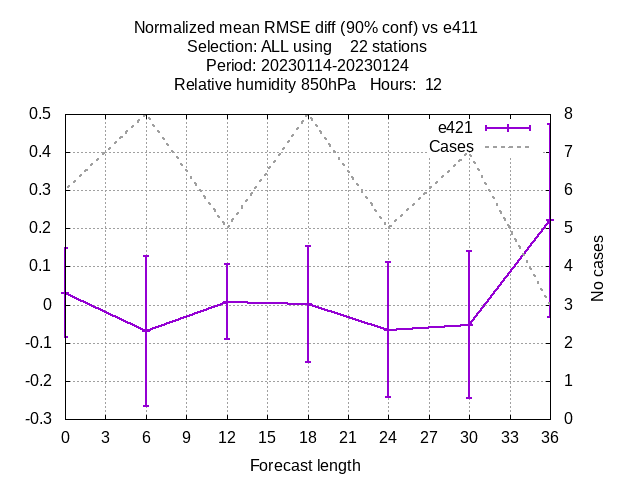 Normalized mean RMSE diff (90% conf) vs e411
Selection: ALL using    22 stations
Period: 20230114-20230124
Relative humidity 850hPa   Hours:  12
e421
Cases
0.5
0.4
0.3
0.2
0.1
0
-0.1
-0.2
-0.3
8
7
6
5
4
3
2
1
0
No cases
0 3 6 9 12 15 18 21 24 27 30 33 36
Forecast length